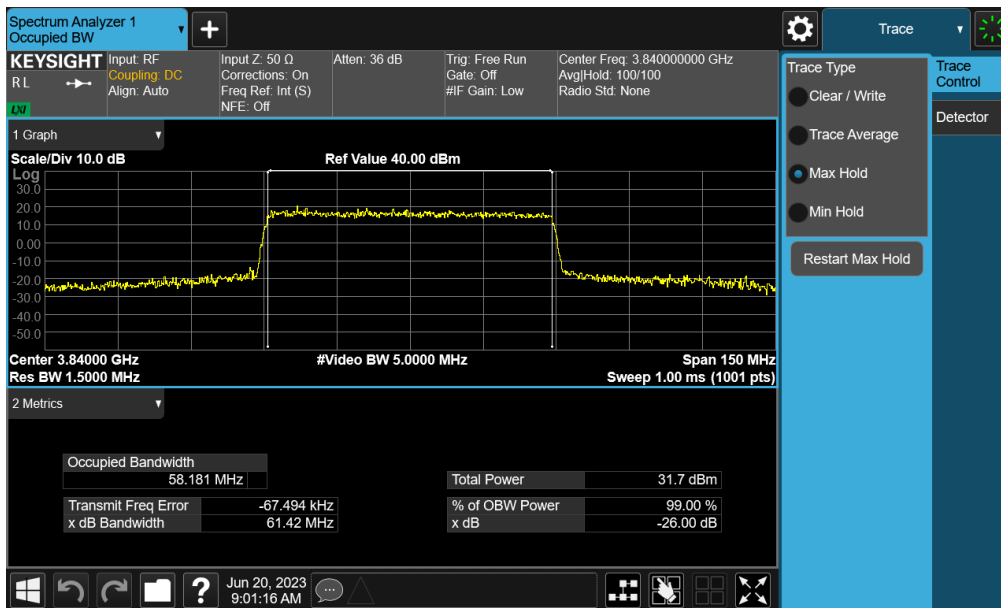 Spectrum Analyzer 1
Occupied BW
+
Trace
KEYSIGHT
R L
LXI
Input: RF
Coupling: DC
Align: Auto
Input Z: 50 Ω
Corrections: On
Freq Ref: Int (S)
NFE: Off
Atten: 36 dB
Trig: Free Run
Gate: Off
#IF Gain: Low
Center Freq: 3.840000000 GHz
Avg|Hold: 100/100
Radio Std: None
Trace Type
Clear / Write
Trace Average
Max Hold
Min Hold
Restart Max Hold
Trace
Control
Detector
1 Graph
Scale/Div 10.0 dB
Ref Value 40.00 dBm
Log
30.0
20.0
10.0
0.00
-10.0
-20.0
-30.0
-40.0
-50.0
Center 3.84000 GHz
#Video BW 5.0000 MHz
Span 150 MHz
Res BW 1.5000 MHz
Sweep 1.00 ms (1001 pts)
2 Metrics
Occupied Bandwidth
58.181 MHz
Total Power 31.7 dBm
Transmit Freq Error -67.494 kHz
% of OBW Power 99.00 %
x dB Bandwidth 61.42 MHz
x dB -26.00 dB
?
Jun 20, 2023
9:01:16 AM